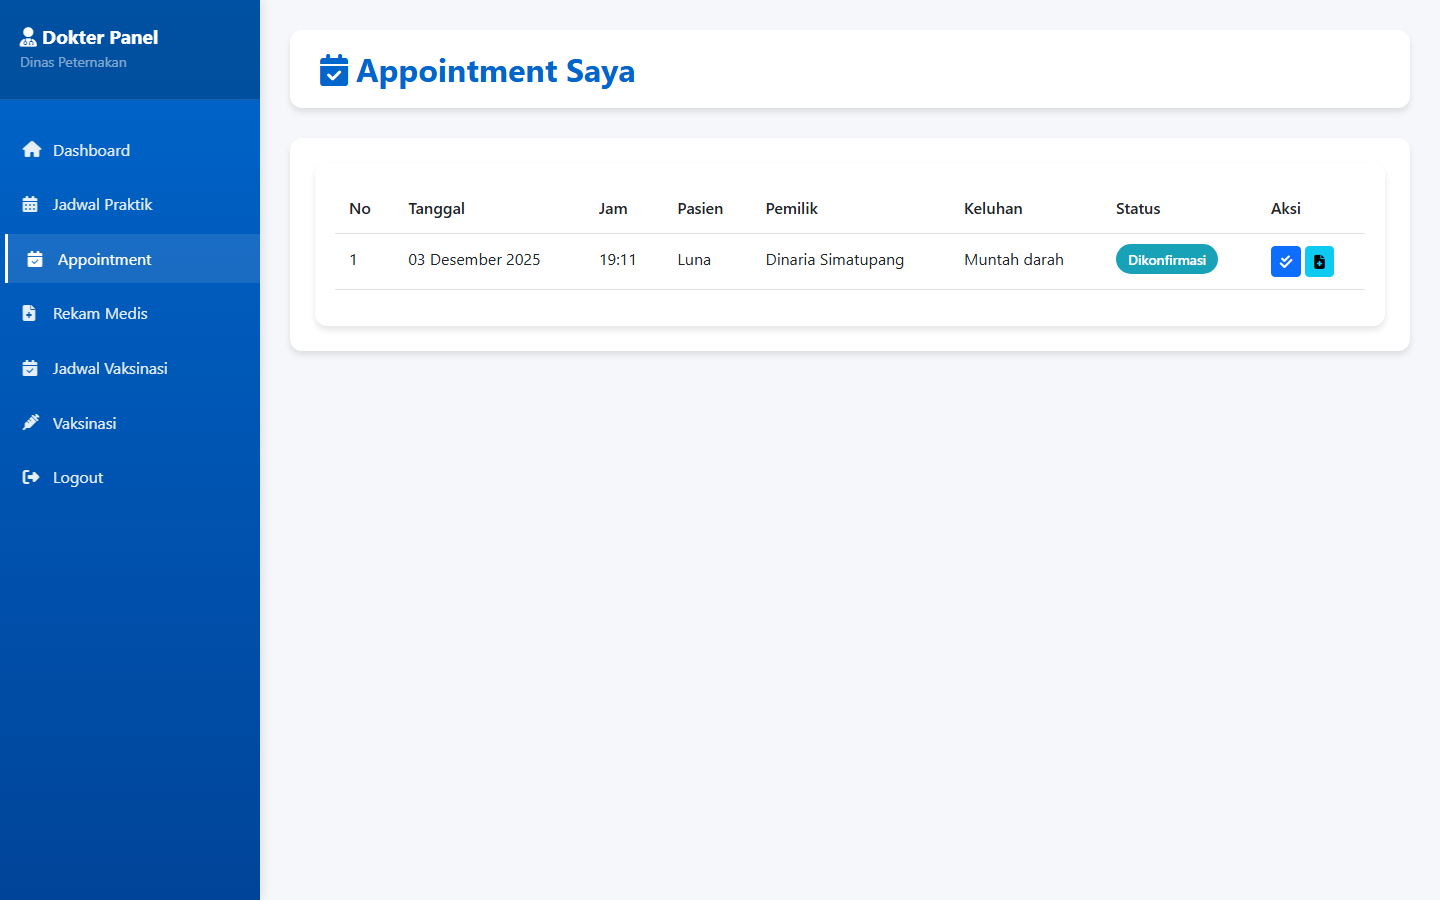 Dokter Panel
Dinas Peternakan
Dashboard
Jadwal Praktik
Appointment
Rekam Medis
Jadwal Vaksinasi
Vaksinasi
Logout
Appointment Saya
No Tanggal Jam Pasien Pemilik Keluhan Status Aksi
1 03 Desember 2025 19:11 Luna Dinaria Simatupang Muntah darah Dikonfirmasi